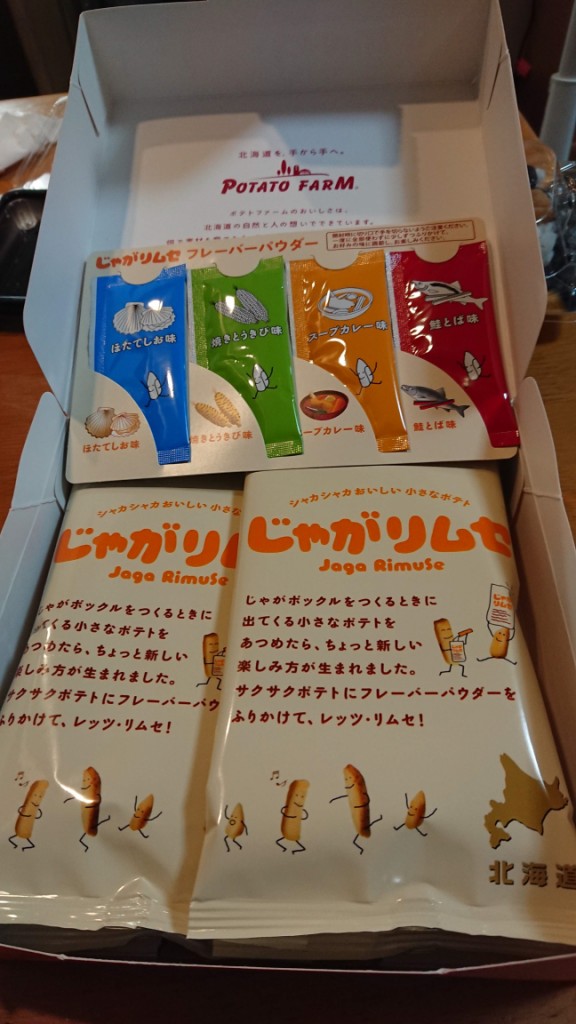 北海道を、手から手へ。
POTATO FARM
ポテトファームのおいしさは、
北海道の自然と人の想いでできています。
じゃがリムセ フレーバーパウダー
ほたてしお味
焼きとうきび味
スープカレー味
鮭とば味
ほたてしお味
焼きとうきび味
ープカレー味
鮭とば味
シャカシャカおいしい 小さな
じゃがリム
Jaga RimuSe
じゃがポックルをつくるときに
出てくる小さなポテトを
あつめたら、ちょっと新しい
楽しみ方が生まれました。
サクサクポテトにフレーバーパウ
ふりかけて、レッツ・リムセ!
シャカシャカおいしい 小さなポテト
じゃがリムセ
Jaga RimuSe
じゃがポックルをつくるときに
出てくる小さなポテトを
あつめたら、ちょっと新しい
楽しみ方が生まれました。
サクサクポテトにフレーバーパウダーを
ふりかけて、レッツ・リムセ!
北海道